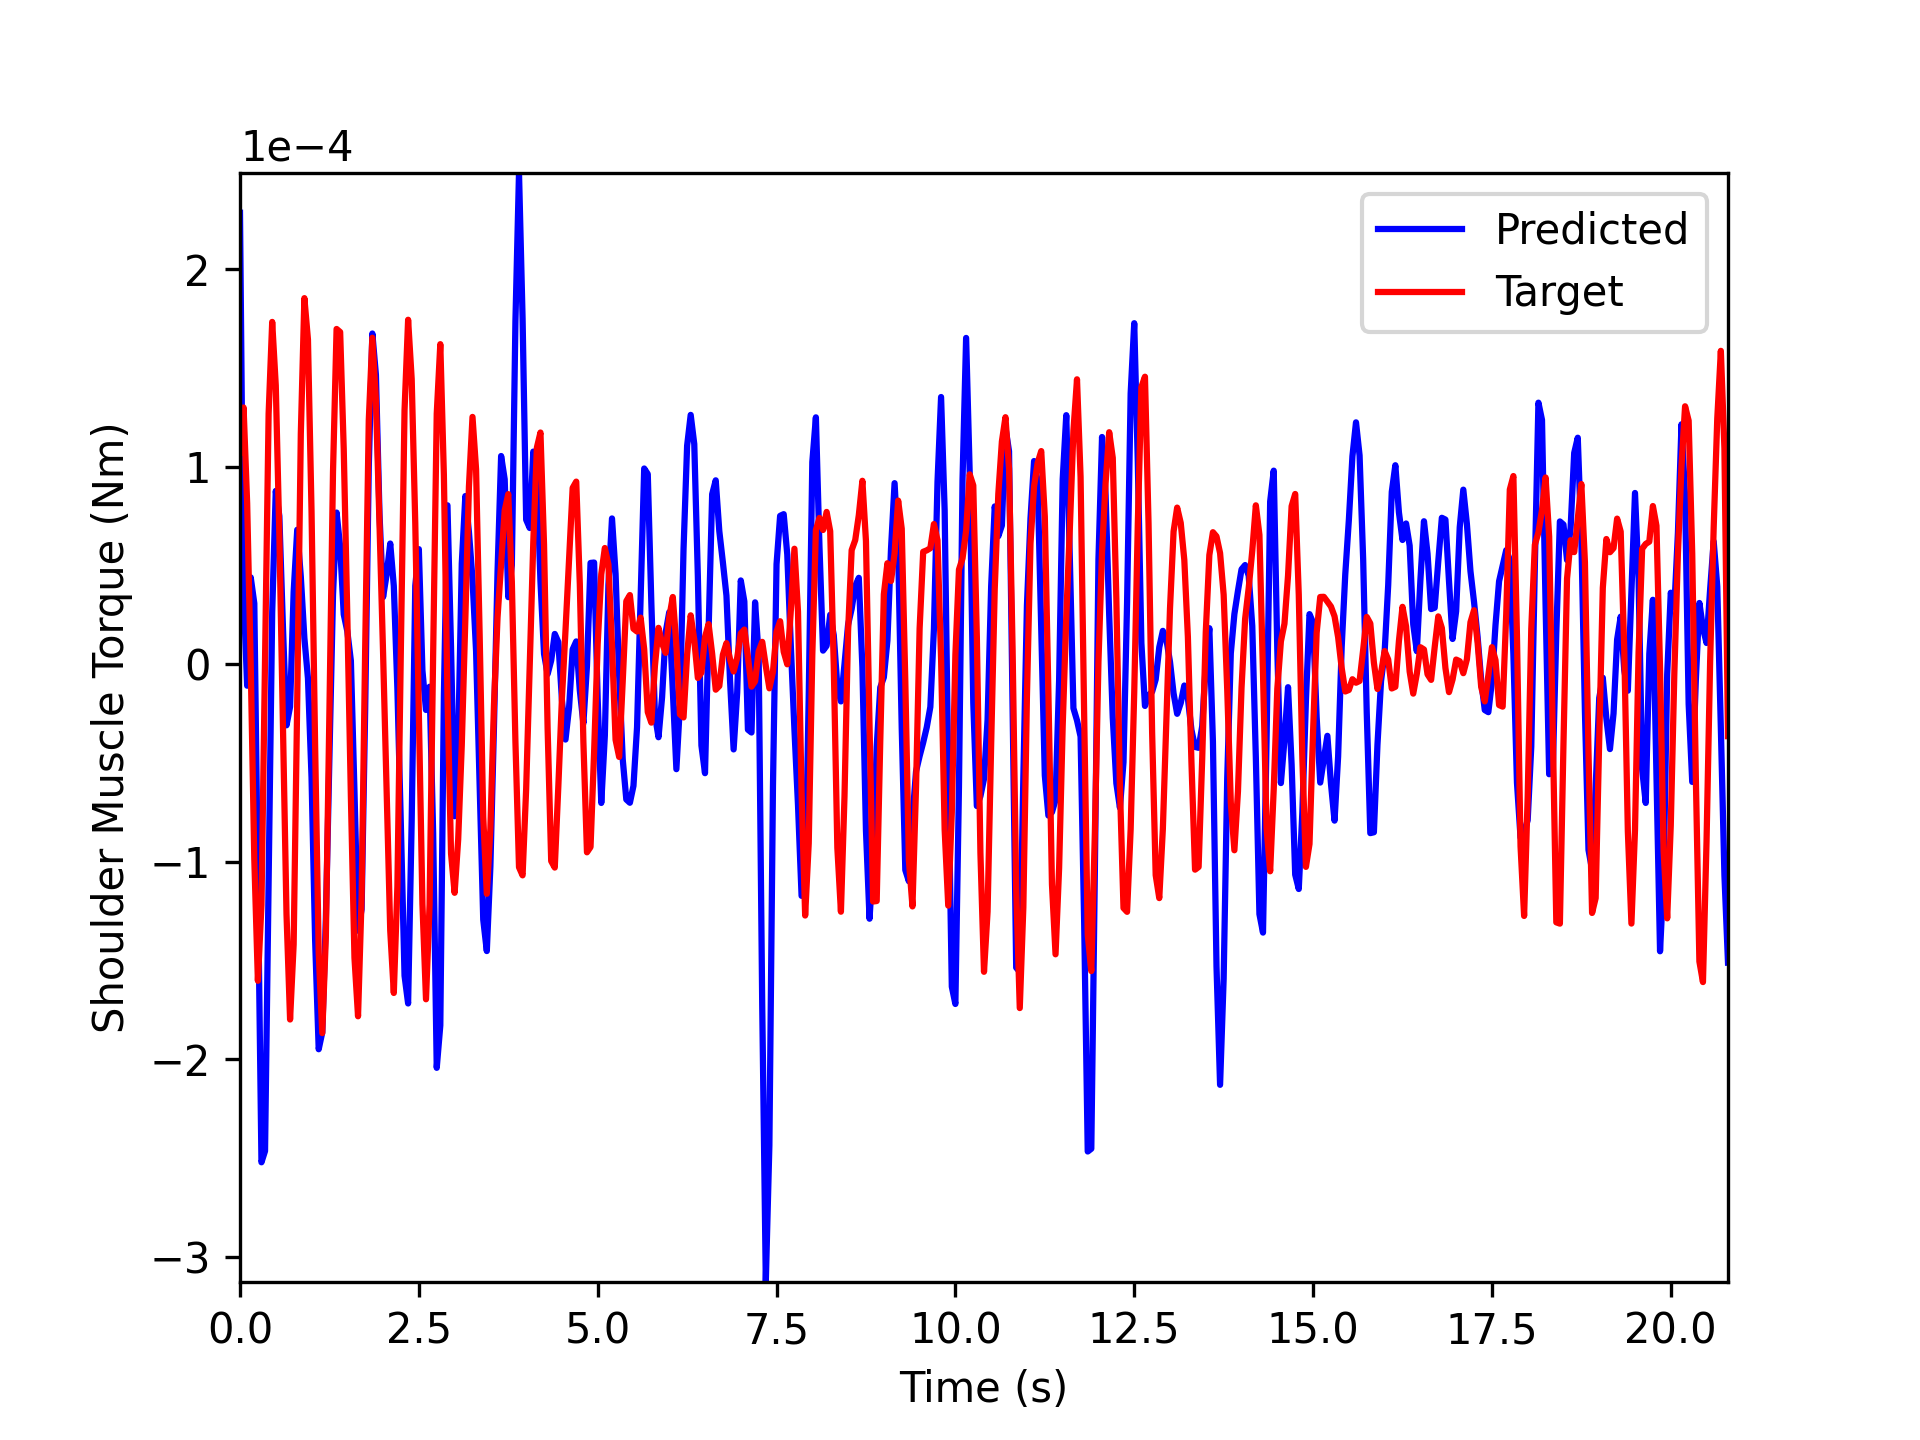 1e−4
Predicted
Target
2
1
0
−1
−2
−3
Shoulder Muscle Torque (Nm)
0.0 2.5 5.0 7.5 10.0 12.5 15.0 17.5 20.0
Time (s)